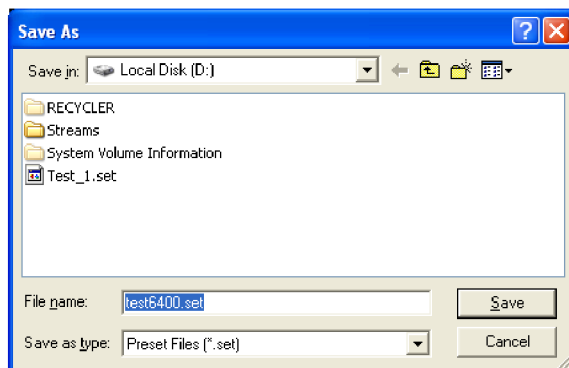 Save As
Save in: Local Disk (D:)
RECYCLER
Streams
System Volume Information
Test_1.set
File name: test6400.set Save
Save as type: Preset Files (*.set) Cancel